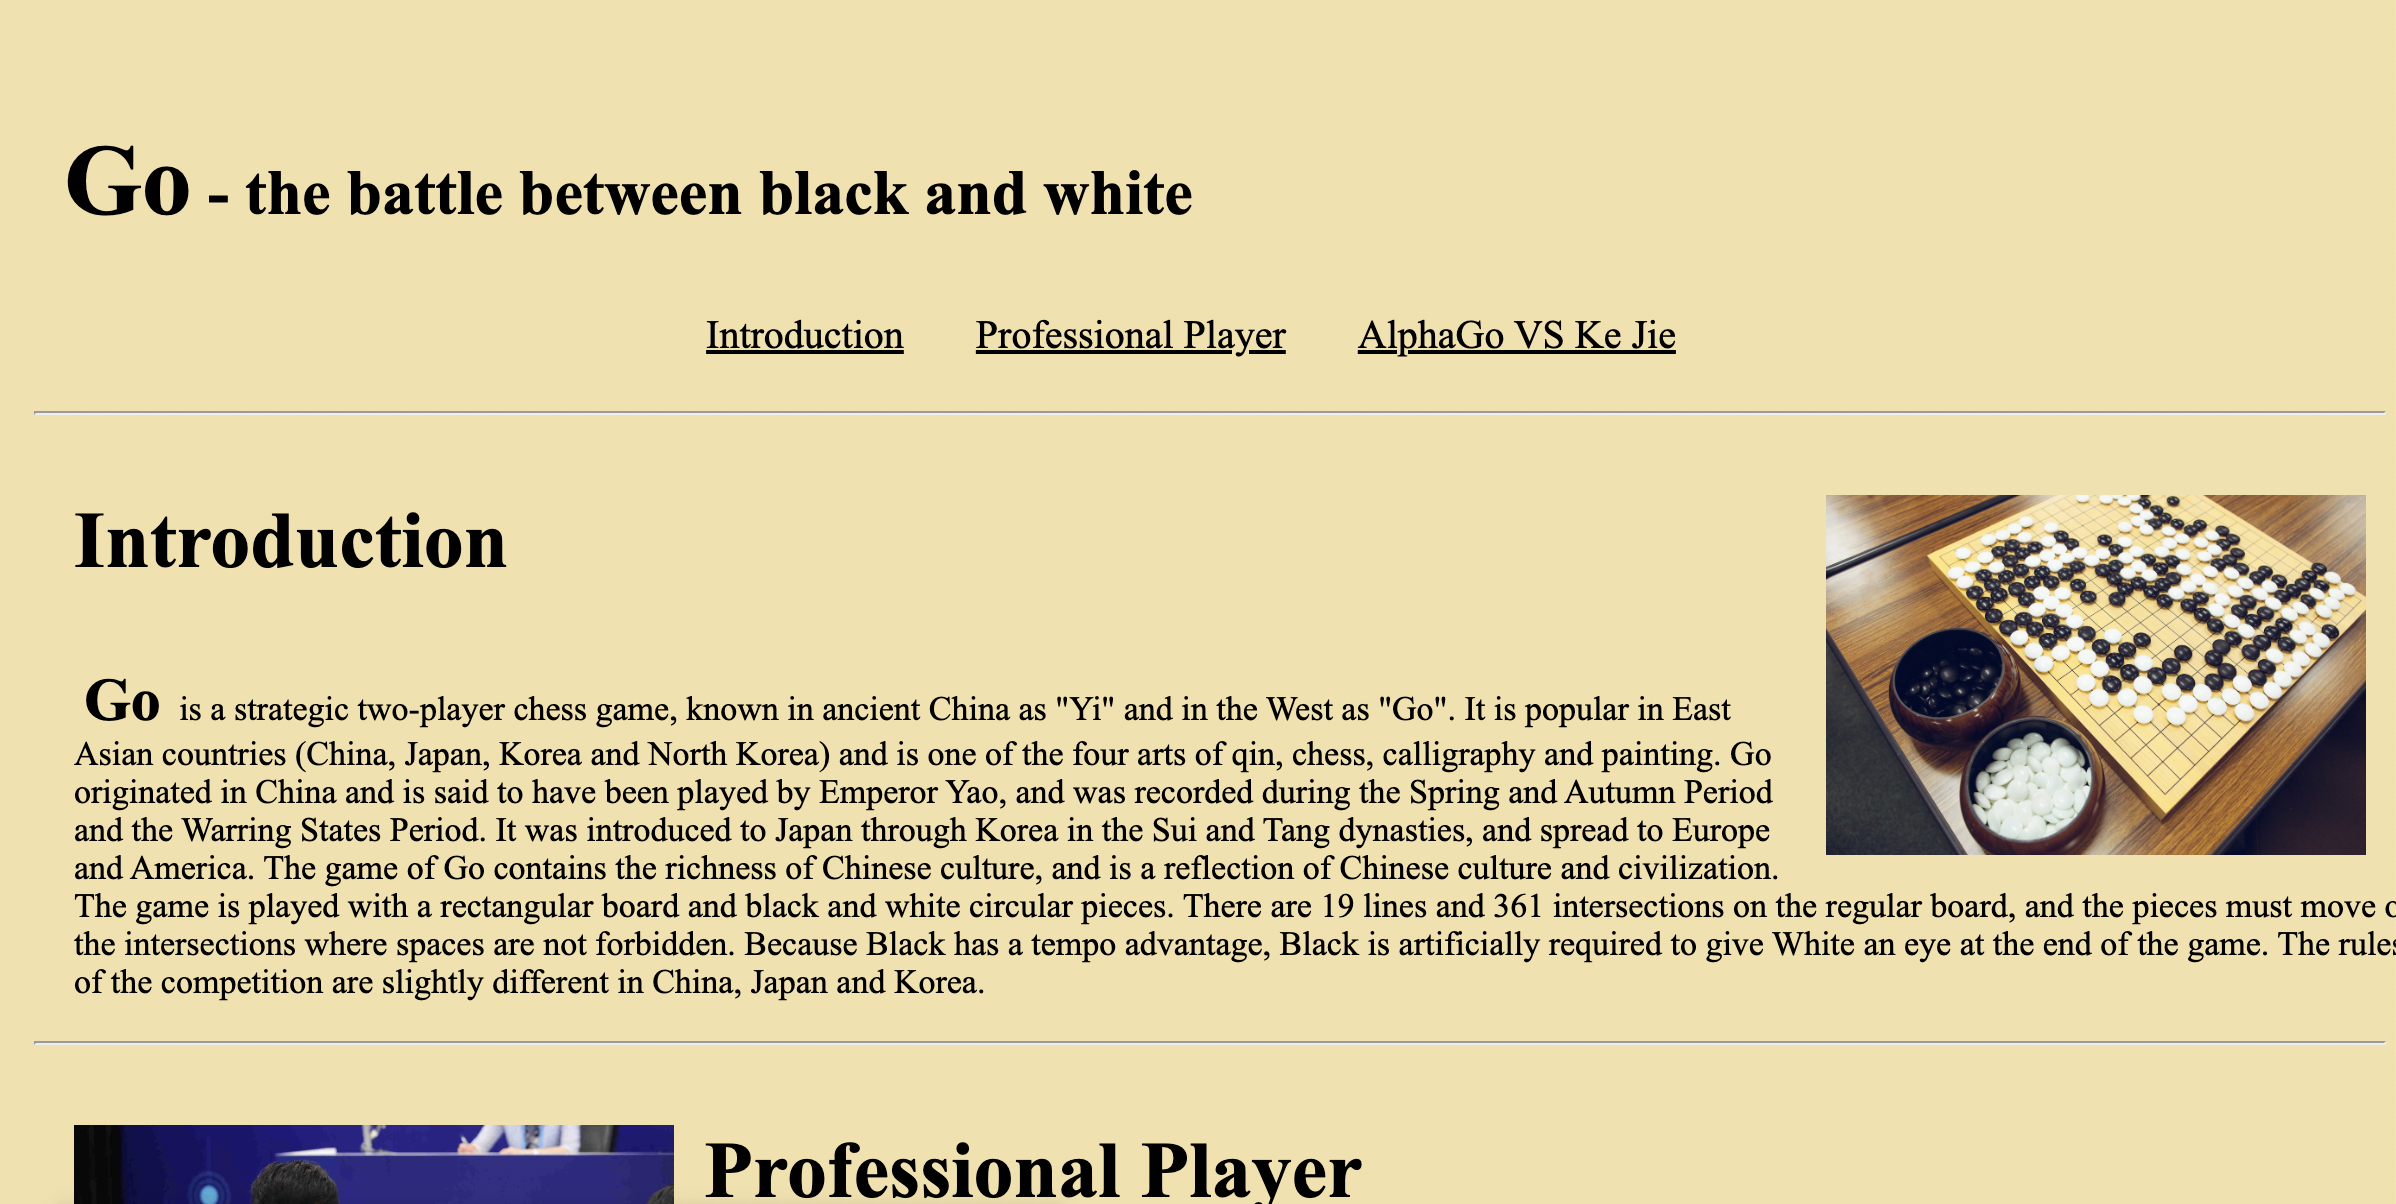 Go - the battle between black and white
Introduction Professional Player AlphaGo VS Ke Jie
Introduction
Go is a strategic two-player chess game, known in ancient China as "Yi" and in the West as "Go". It is popular in East
Asian countries (China, Japan, Korea and North Korea) and is one of the four arts of qin, chess, calligraphy and painting. Go
originated in China and is said to have been played by Emperor Yao, and was recorded during the Spring and Autumn Period
and the Warring States Period. It was introduced to Japan through Korea in the Sui and Tang dynasties, and spread to Europe
and America. The game of Go contains the richness of Chinese culture, and is a reflection of Chinese culture and civilization.
The game is played with a rectangular board and black and white circular pieces. There are 19 lines and 361 intersections on the regular board, and the pieces must move
the intersections where spaces are not forbidden. Because Black has a tempo advantage, Black is artificially required to give White an eye at the end of the game. The rules
of the competition are slightly different in China, Japan and Korea.
Professional Player